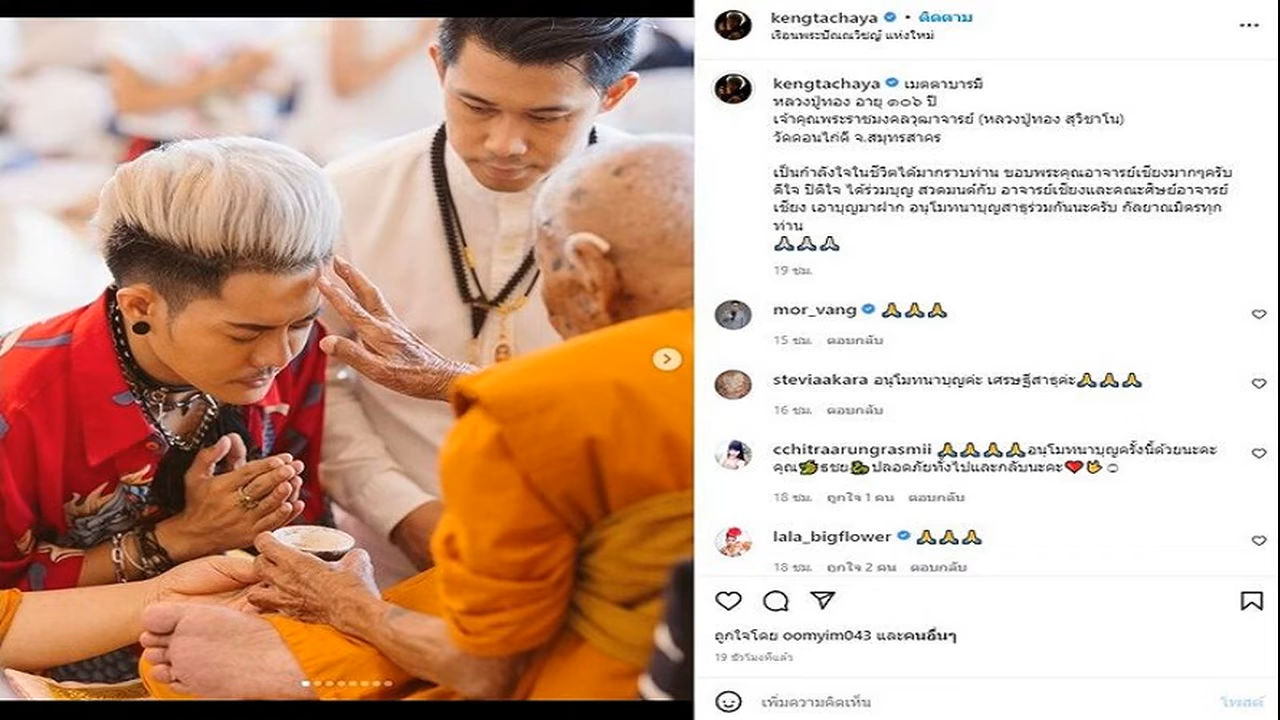 kengtachaya • ติดตาม
เรือนพระปัณณวิชญ์ แห่งใหม่
kengtachaya เมตตาบารมี
หลวงปู่ทอง อายุ ๑๐๖ ปี
เจ้าคุณพระราชมงคลวุฒาจารย์ (หลวงปู่ทอง สุวิชาโน)
วัดดอนไก่ดี จ.สมุทรสาคร
เป็นกำลังใจในชีวิตได้มากราบท่าน ขอบพระคุณอาจารย์เชียงมากๆครับ
ดีใจ ปิติใจ ได้ร่วมบุญ สวดมนต์กับ อาจารย์เชียงและคณะศิษย์อาจารย์
เชียง เอาบุญมาฝาก อนุโมทนาบุญสาธุร่วมกันนะครับ กัลยาณมิตรทุก
ท่าน
🙏🙏🙏
19 ชม.
mor_vang 🙏🙏🙏
15 ชม. ตอบกลับ
steviaakara อนุโมทนาบุญค่ะ เศรษฐีสาธุค่ะ🙏🙏🙏
16 ชม. ตอบกลับ
cchitraarungrasmii 🙏🙏🙏🙏อนุโมทนาบุญครั้งนี้ด้วยนะคะ
คุณ🐲ธชย🐉ปลอดภัยทั้งไปและกลับนะคะ❤️
18 ชม. ถูกใจ 1 คน ตอบกลับ
lala_bigflower 🙏🙏🙏
18 ชม. ถูกใจ 2 คน ตอบกลับ
ถูกใจโดย oomyim043 และคนอื่นๆ
19 ชั่วโมงที่แล้ว
เพิ่มความคิดเห็น
โพสต์